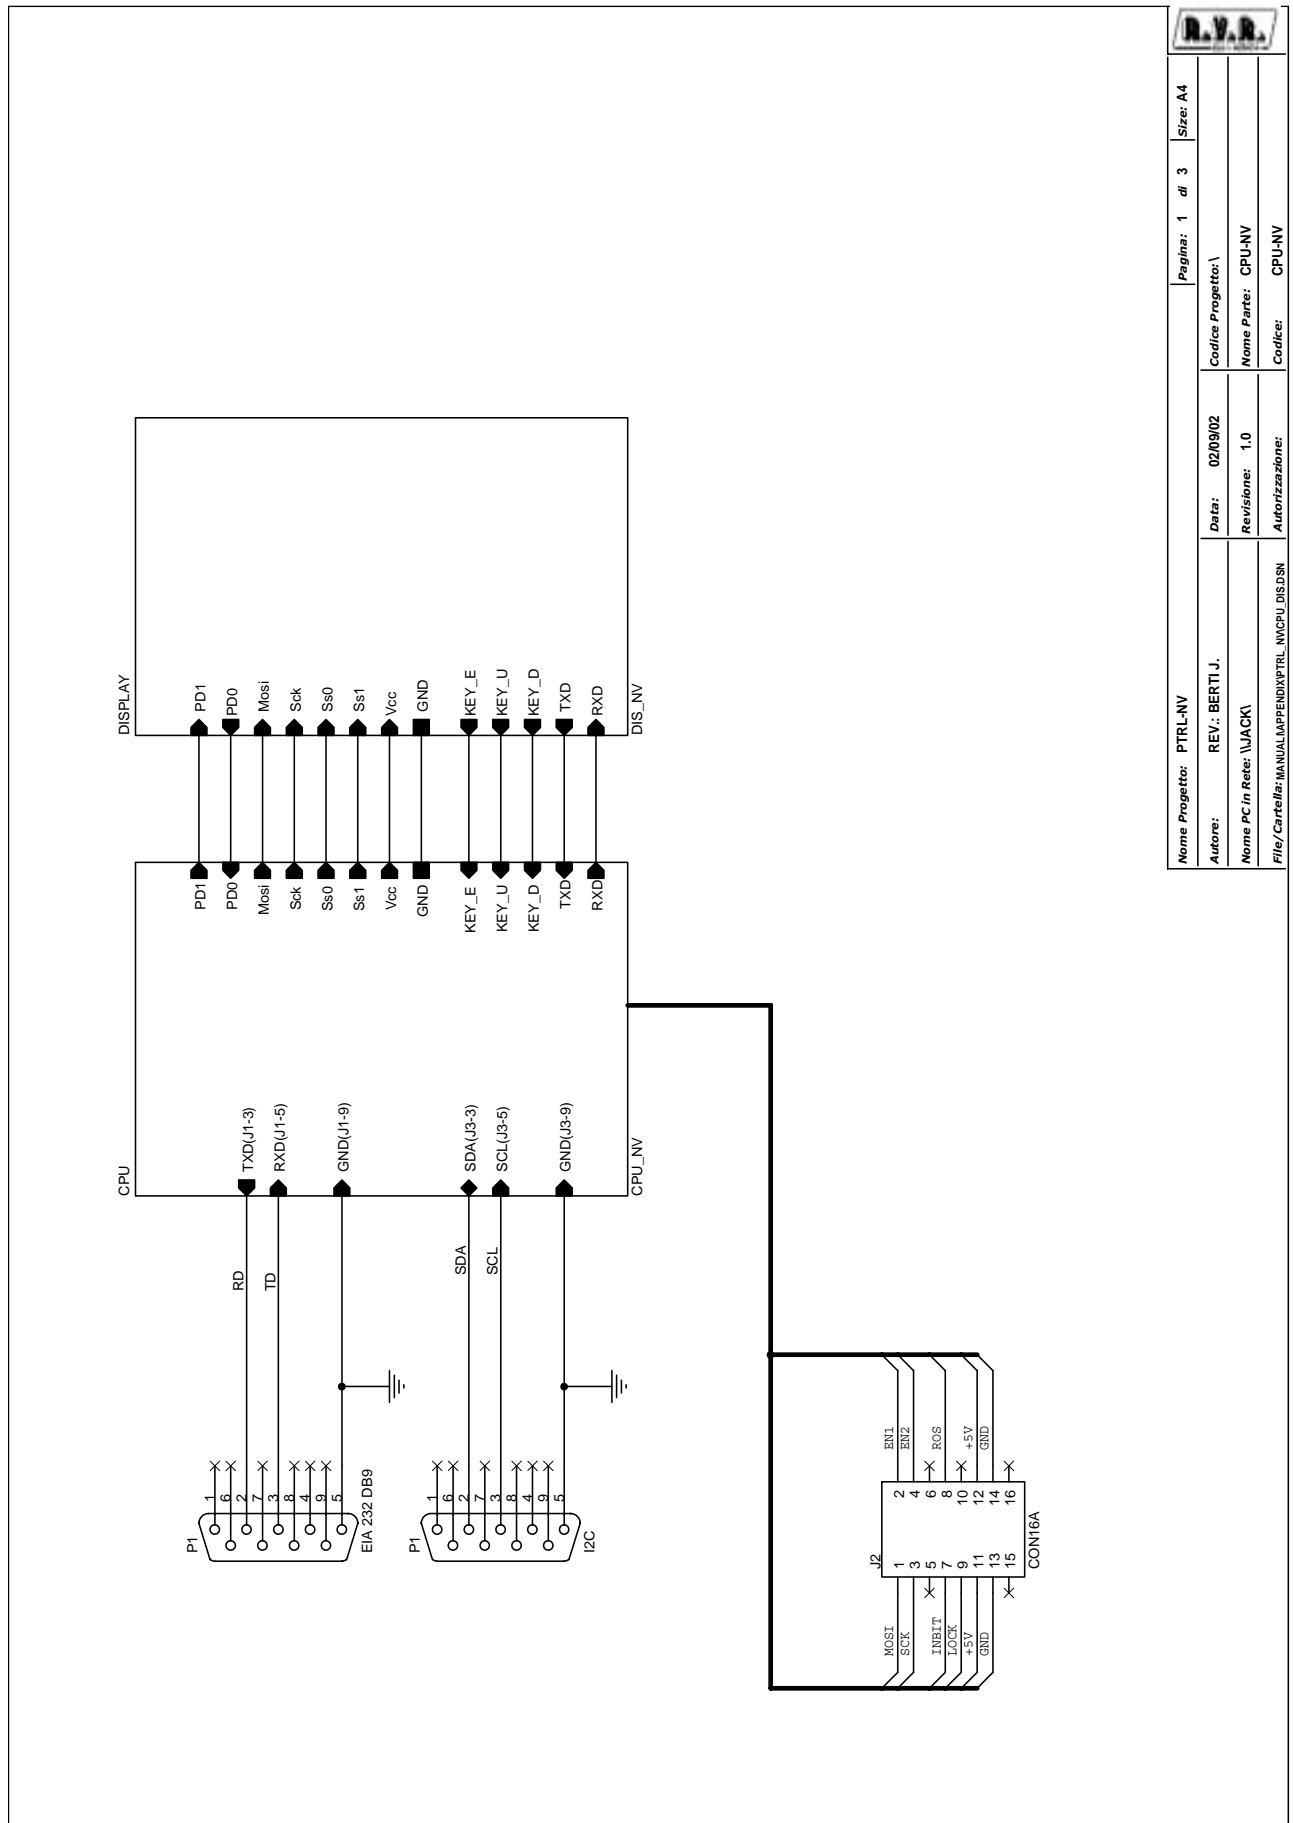 DISPLAY
PD1
PD0
Mosi
Sck
Ss0
Ss1
Vcc
GND
KEY_E
KEY_U
KEY_D
TXD
RXD
DIS_NV
CPU
PD1
PD0
Mosi
Sck
Ss0
Ss1
Vcc
GND
KEY_E
KEY_U
KEY_D
TXD
RXD
TXD(J1-3)
RXD(J1-5)
GND(J1-9)
SDA(J3-3)
SCL(J3-5)
GND(J3-9)
CPU_NV
RD
TD
SDA
SCL
P1
1
6
2
7
3
8
4
9
5
EIA 232 DB9
P1
1
6
2
7
3
8
4
9
5
I2C
EN1
EN2
ROS
+5V
GND
J2
2
4
6
8
10
12
14
16
1
3
5
7
9
11
13
15
CON16A
MOSI
SCK
INBIT
LOCK
+5V
GND
R.V.R.
Nome Progetto: PTRL-NV
Pagina: 1 di 3
Size: A4
Autore: REV.: BERTI J.
Data: 02/09/02
Codice Progetto: \
Nome PC in Rete: \\JACK\
Revisione: 1.0
Nome Parte: CPU-NV
File/Cartella: MANUALI\APPENDIX\PTRL_NV\CPU_DIS.DSN
Autorizzazione:
Codice: CPU-NV